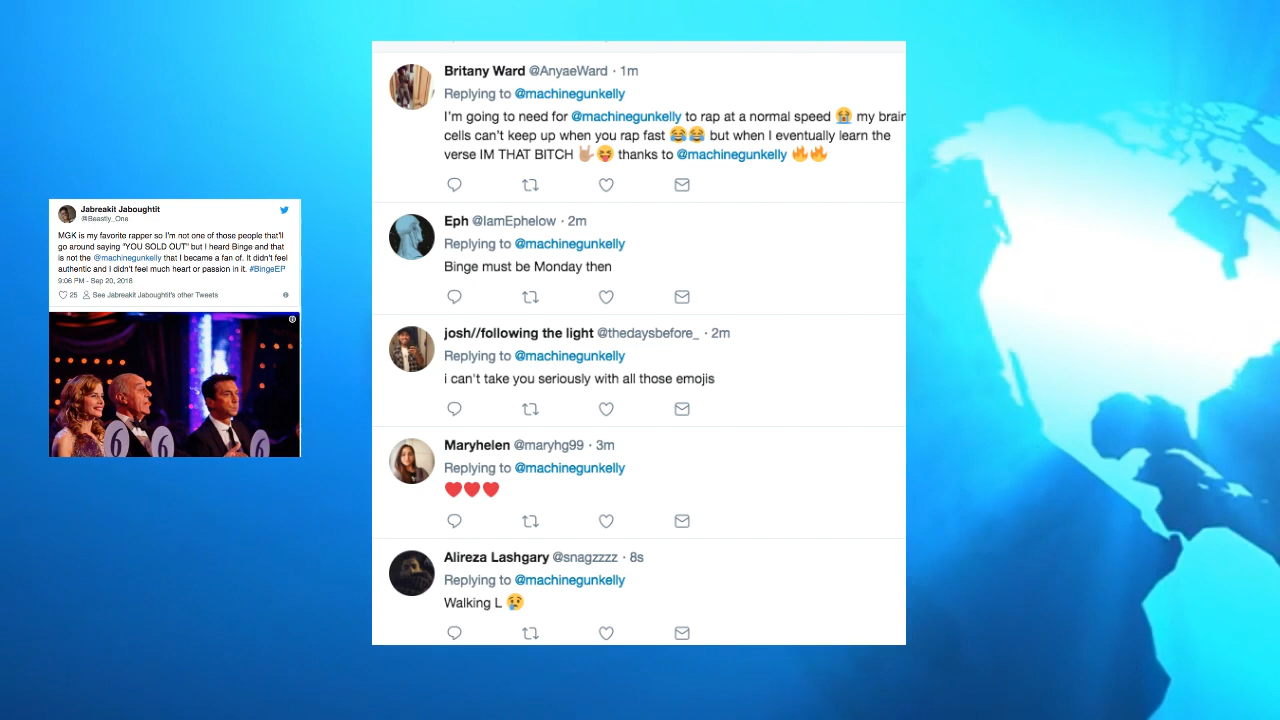 Jabreakit Jaboughtit
@Beastly_One
MGK is my favorite rapper so I'm not one of those people that'll
go around saying "YOU SOLD OUT" but I heard Binge and that
is not the @machinegunkelly that I became a fan of. It didn't feel
authentic and I didn't feel much heart or passion in it. #BingeEP
9:06 PM - Sep 20, 2018
25 See Jabreakit Jaboughtit's other Tweets
6 6 6
Britany Ward @AnyaeWard · 1m
Replying to @machinegunkelly
I'm going to need for @machinegunkelly to rap at a normal speed 😭 my brain
cells can't keep up when you rap fast 😂😂 but when I eventually learn the
verse IM THAT BITCH 🤟🏼😝 thanks to @machinegunkelly 🔥🔥
Eph @IamEphelow · 2m
Replying to @machinegunkelly
Binge must be Monday then
josh//following the light @thedaysbefore_ · 2m
Replying to @machinegunkelly
i can't take you seriously with all those emojis
Maryhelen @maryhg99 · 3m
Replying to @machinegunkelly
❤️❤️❤️
Alireza Lashgary @snagzzzz · 8s
Replying to @machinegunkelly
Walking L 😢